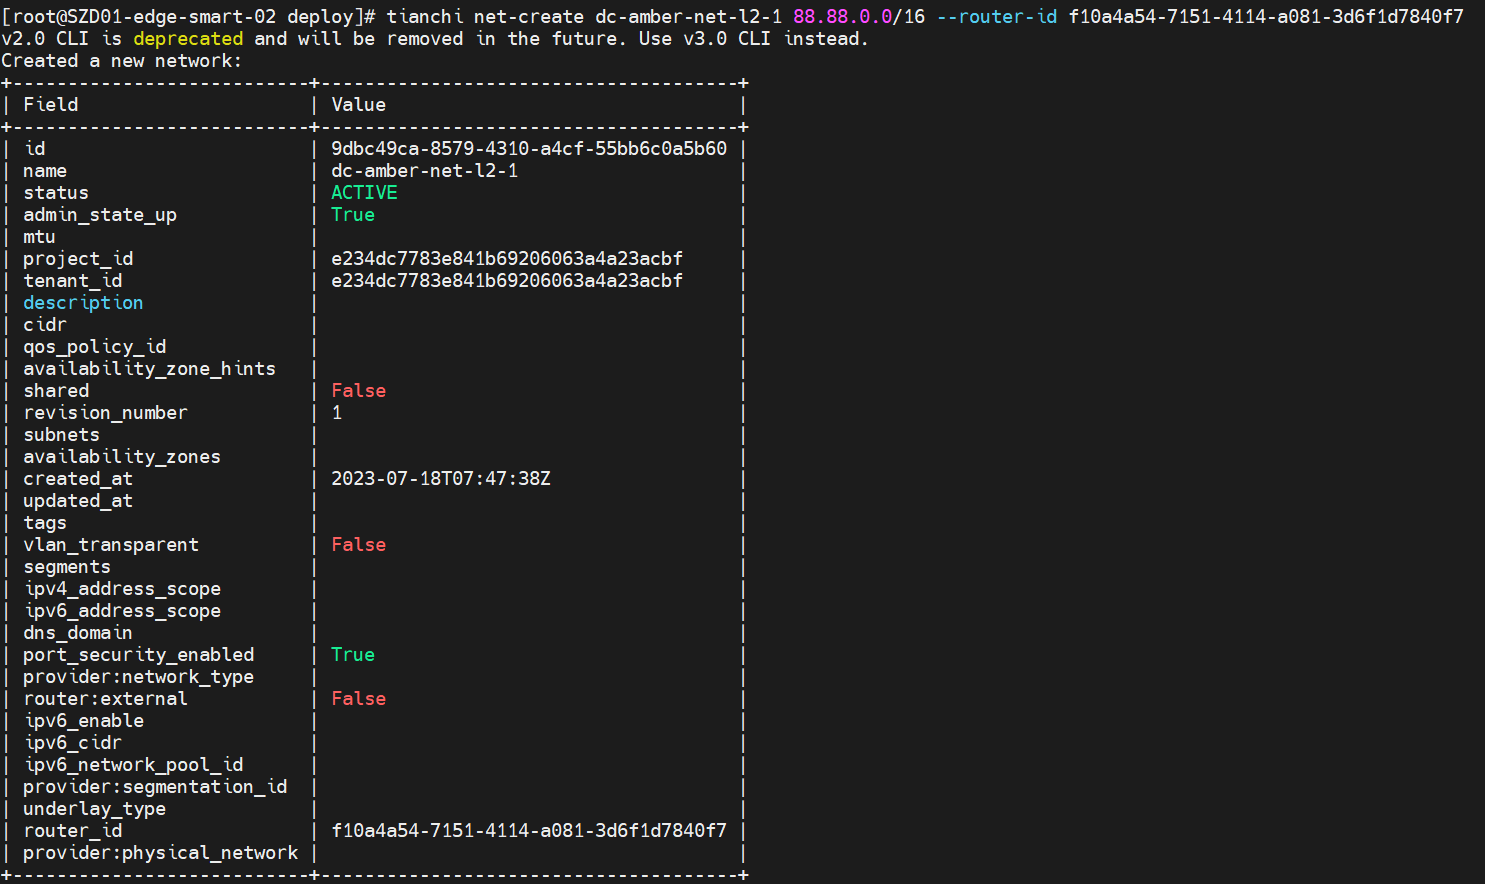 [root@SZD01-edge-smart-02 deploy]# tianchi net-create dc-amber-net-l2-1 88.88.0.0/16 --router-id f10a4a54-7151-4114-a081-3d6f1d7840f7
v2.0 CLI is deprecated and will be removed in the future. Use v3.0 CLI instead.
Created a new network:
+---------------------------+--------------------------------------+
| Field                     | Value                                |
+---------------------------+--------------------------------------+
| id                        | 9dbc49ca-8579-4310-a4cf-55bb6c0a5b60 |
| name                      | dc-amber-net-l2-1                    |
| status                    | ACTIVE                               |
| admin_state_up            | True                                 |
| mtu                       |                                      |
| project_id                | e234dc7783e841b69206063a4a23acbf     |
| tenant_id                 | e234dc7783e841b69206063a4a23acbf     |
| description               |                                      |
| cidr                      |                                      |
| qos_policy_id             |                                      |
| availability_zone_hints   |                                      |
| shared                    | False                                |
| revision_number           | 1                                    |
| subnets                   |                                      |
| availability_zones        |                                      |
| created_at                | 2023-07-18T07:47:38Z                 |
| updated_at                |                                      |
| tags                      |                                      |
| vlan_transparent          | False                                |
| segments                  |                                      |
| ipv4_address_scope        |                                      |
| ipv6_address_scope        |                                      |
| dns_domain                |                                      |
| port_security_enabled     | True                                 |
| provider:network_type     |                                      |
| router:external           | False                                |
| ipv6_enable               |                                      |
| ipv6_cidr                 |                                      |
| ipv6_network_pool_id      |                                      |
| provider:segmentation_id  |                                      |
| underlay_type             |                                      |
| router_id                 | f10a4a54-7151-4114-a081-3d6f1d7840f7 |
| provider:physical_network |                                      |
+---------------------------+--------------------------------------+